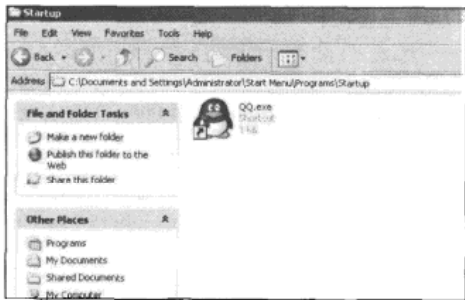 Startup
File Edit View Favorites Tools Help
Back Search Folders
Address C:\Documents and Settings\Administrator\Start Menu\Programs\Startup
File and Folder Tasks
Make a new folder
Publish this folder to the
Web
Share this folder
QQ.exe
Shortcut
1 KB
Other Places
Programs
My Documents
Shared Documents
My Computer